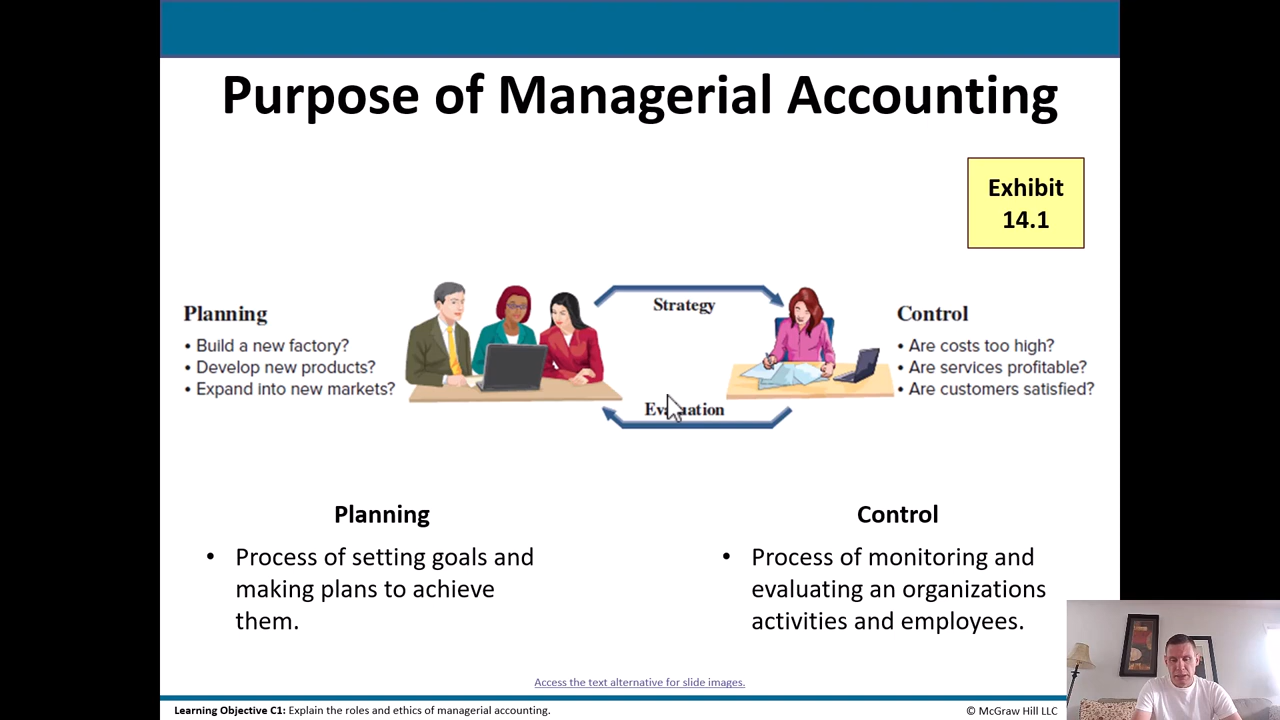 Purpose of Managerial Accounting
Exhibit
14.1
Planning
• Build a new factory?
• Develop new products?
• Expand into new markets?
Strategy
Evaluation
Control
• Are costs too high?
• Are services profitable?
• Are customers satisfied?
Planning
• Process of setting goals and
making plans to achieve
them.
Control
• Process of monitoring and
evaluating an organizations
activities and employees.
Access the text alternative for slide images.
Learning Objective C1: Explain the roles and ethics of managerial accounting.
© McGraw Hill LLC